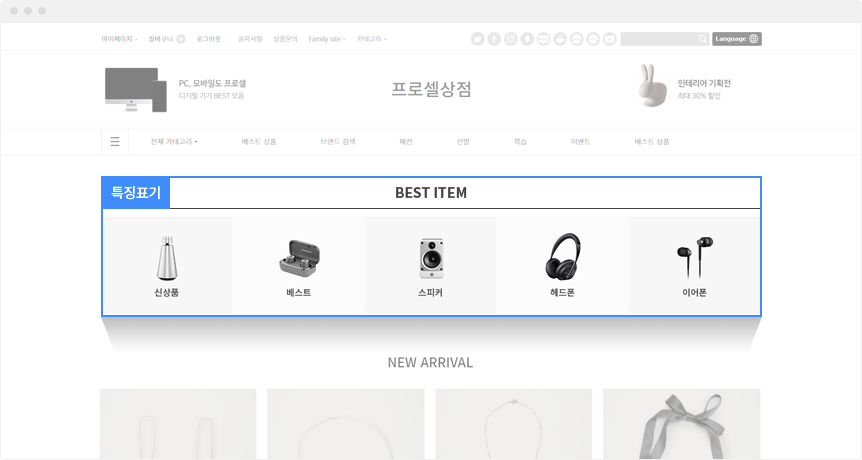 마이페이지 장바구니 0 로그아웃 공지사항 상품문의 Family site 카테고리
Language
PC, 모바일도 프로셀
디지털 기기 BEST 모음
프로셀상점
인테리어 기획전
최대 30% 할인
전체 카테고리 베스트 상품 브랜드 검색 패션 신발 학습 이벤트 베스트 상품
특징표기
BEST ITEM
신상품 베스트 스피커 헤드폰 이어폰
NEW ARRIVAL